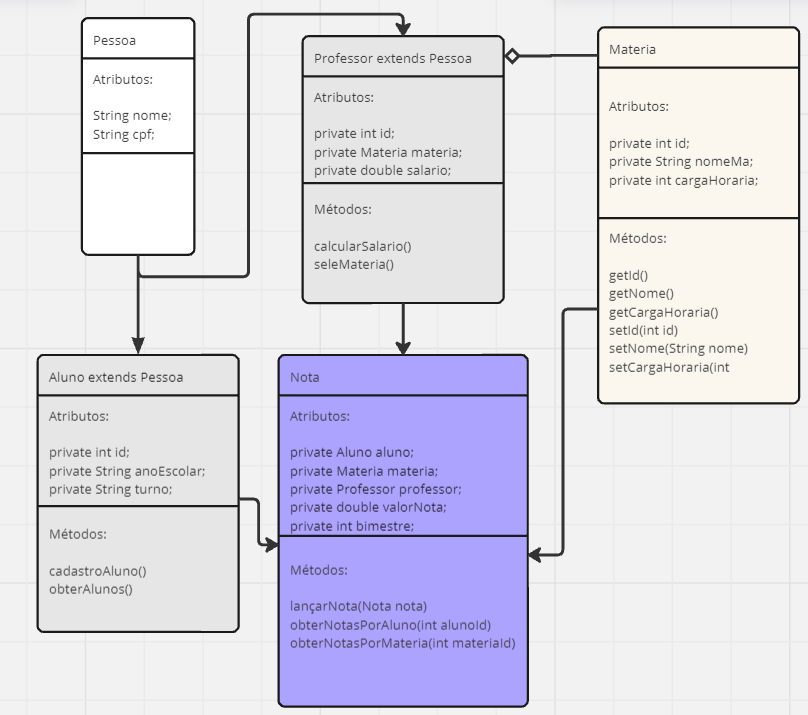 Pessoa
Atributos:
String nome;
String cpf;
Professor extends Pessoa
Atributos:
private int id;
private Materia materia;
private double salario;
Métodos:
calcularSalario()
seleMateria()
Materia
Atributos:
private int id;
private String nomeMa;
private int cargaHoraria;
Métodos:
getId()
getNome()
getCargaHoraria()
setId(int id)
setNome(String nome)
setCargaHoraria(int
Aluno extends Pessoa
Atributos:
private int id;
private String anoEscolar;
private String turno;
Métodos:
cadastroAluno()
obterAlunos()
Nota
Atributos:
private Aluno aluno;
private Materia materia;
private Professor professor;
private double valorNota;
private int bimestre;
Métodos:
lançarNota(Nota nota)
obterNotasPorAluno(int alunoId)
obterNotasPorMateria(int materiaId)